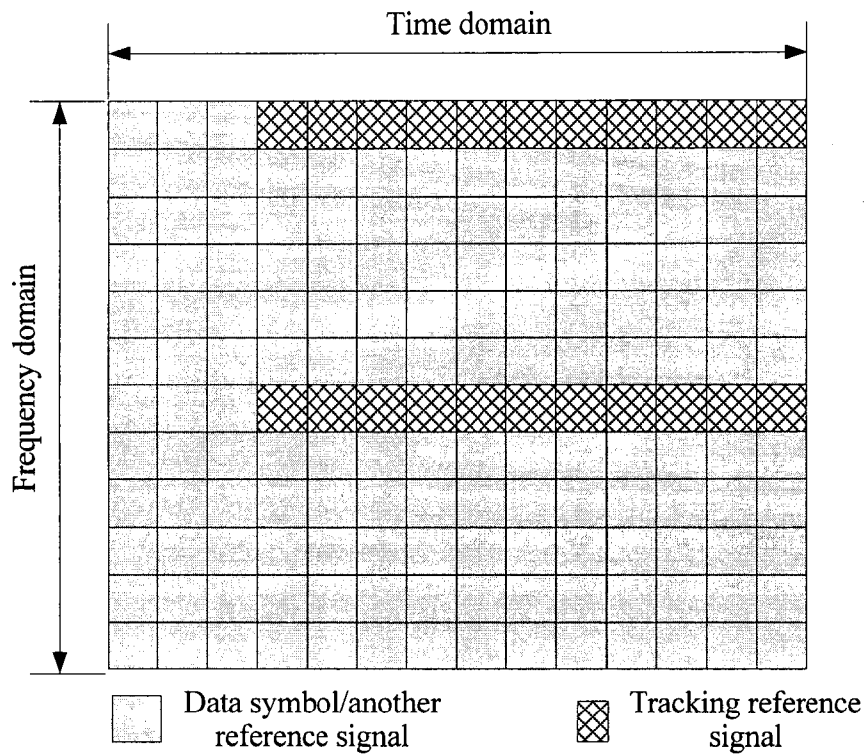 Time domain
Frequency domain
Data symbol/another
reference signal
Tracking reference
signal